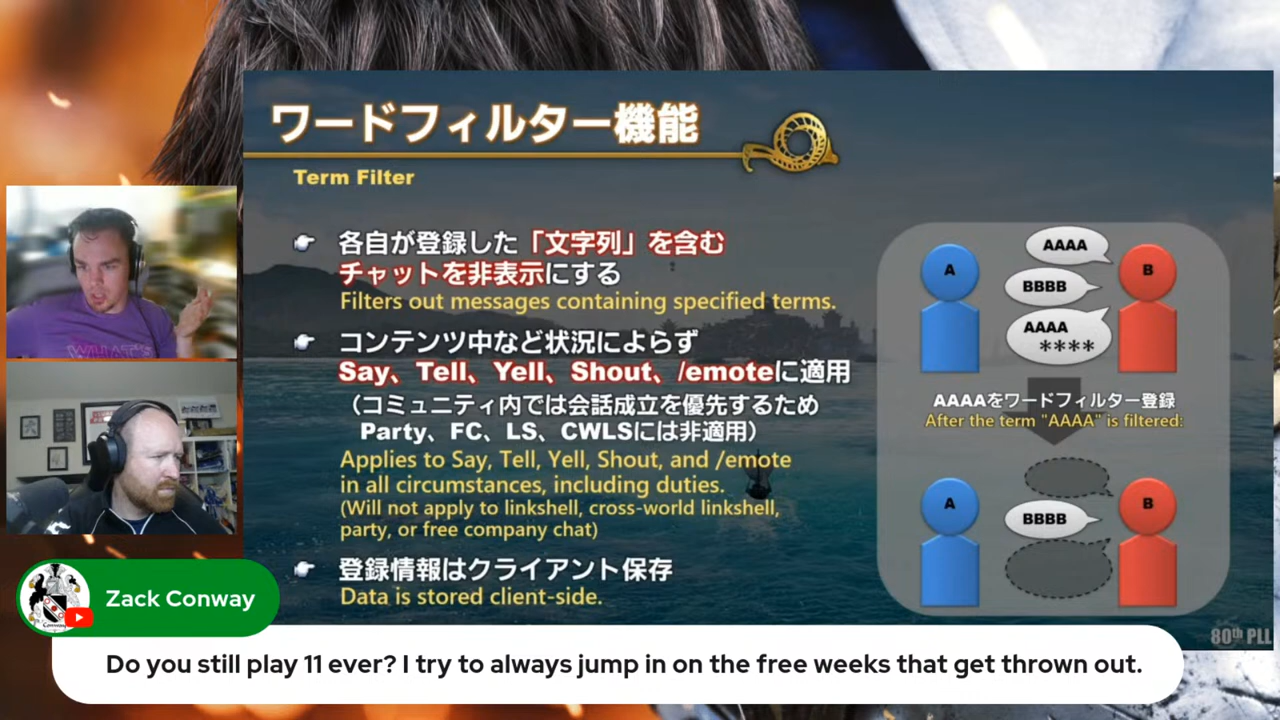 ワードフィルター機能
Term Filter
各自が登録した「文字列」を含む
チャットを非表示にする
Filters out messages containing specified terms.
コンテンツ中など状況によらず
Say、Tell、Yell、Shout、/emoteに適用
（コミュニティ内では会話成立を優先するため
Party、FC、LS、CWLSには非適用）
Applies to Say, Tell, Yell, Shout, and /emote
in all circumstances, including duties.
(Will not apply to linkshell, cross-world linkshell,
party, or free company chat)
登録情報はクライアント保存
Data is stored client-side.
A
AAAA
BBBB
AAAA
****
B
AAAAをワードフィルター登録
After the term "AAAA" is filtered:
A
BBBB
B
80th PLL
WHAT'S
Zack Conway
Do you still play 11 ever? I try to always jump in on the free weeks that get thrown out.